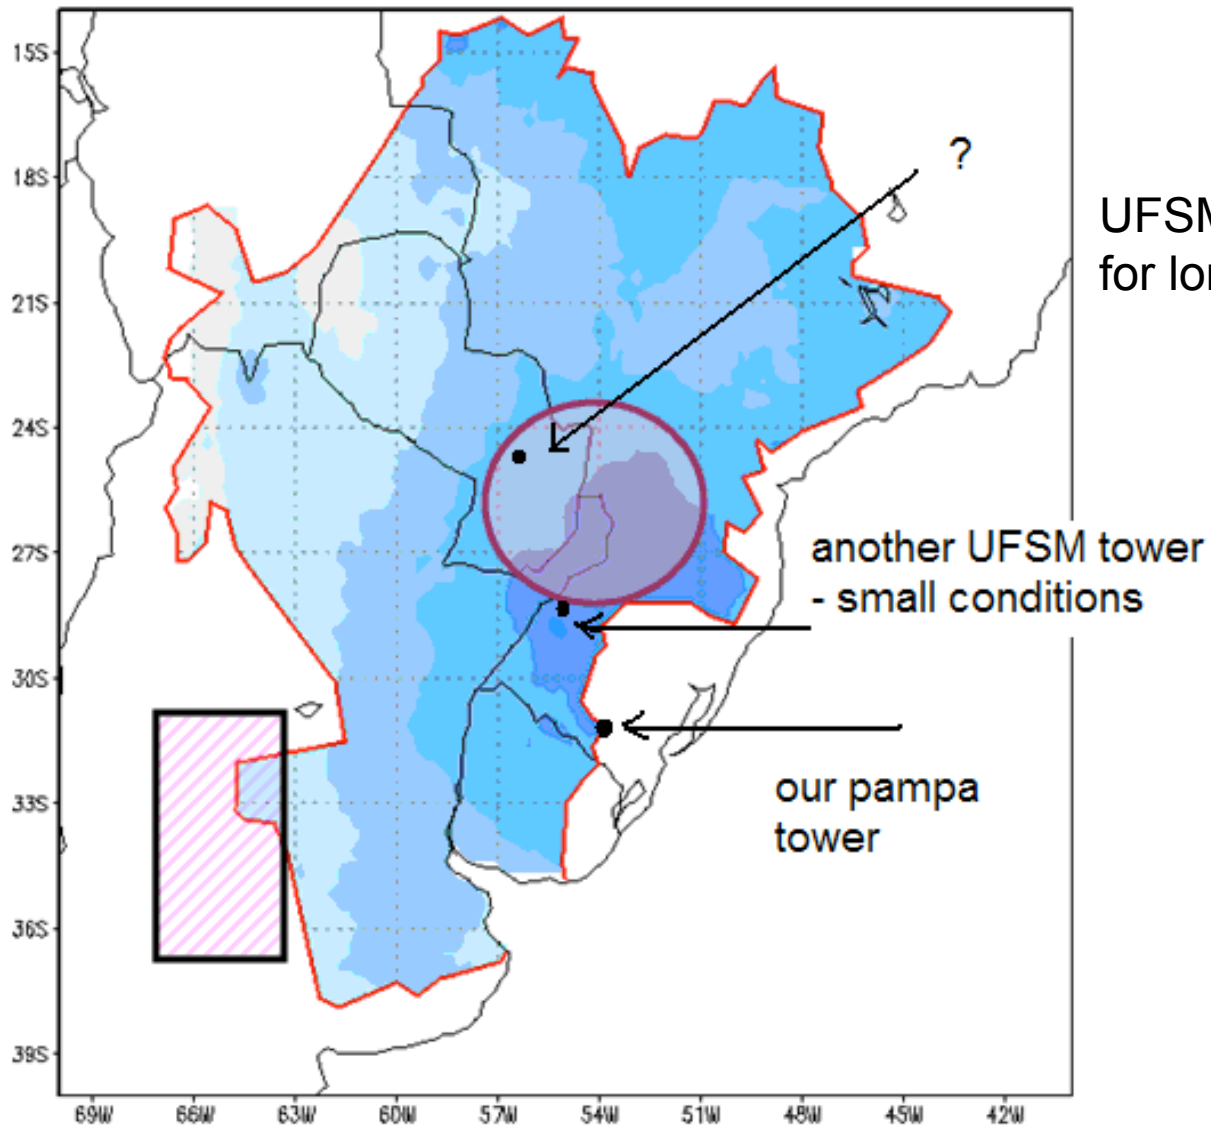 15S
?
18S
UFSM
for lor
21S
24S
27S
another UFSM tower
- small conditions
30S
our pampa
tower
33S
36S
39S
69W 66W 63W 60W 57W 54W 51W 48W 45W 42W